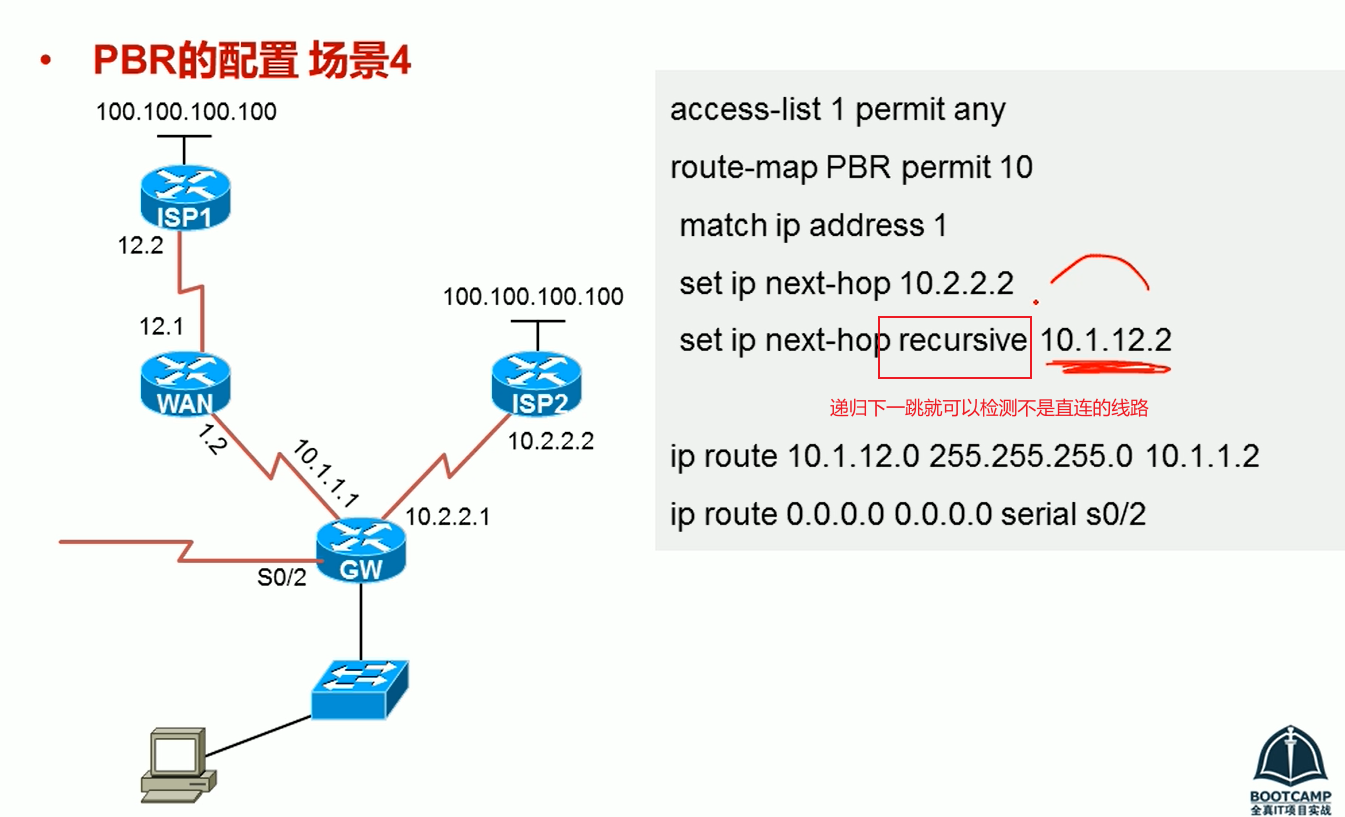 • PBR的配置 场景4
100.100.100.100
ISP1
12.2
12.1
WAN
1.2
10.1.1.1
100.100.100.100
ISP2
10.2.2.2
10.2.2.1
S0/2
GW
access-list 1 permit any
route-map PBR permit 10
match ip address 1
set ip next-hop 10.2.2.2
set ip next-hop recursive 10.1.12.2
递归下一跳就可以检测不是直连的线路
ip route 10.1.12.0 255.255.255.0 10.1.1.2
ip route 0.0.0.0 0.0.0.0 serial s0/2
BOOTCAMP
全真IT项目实战